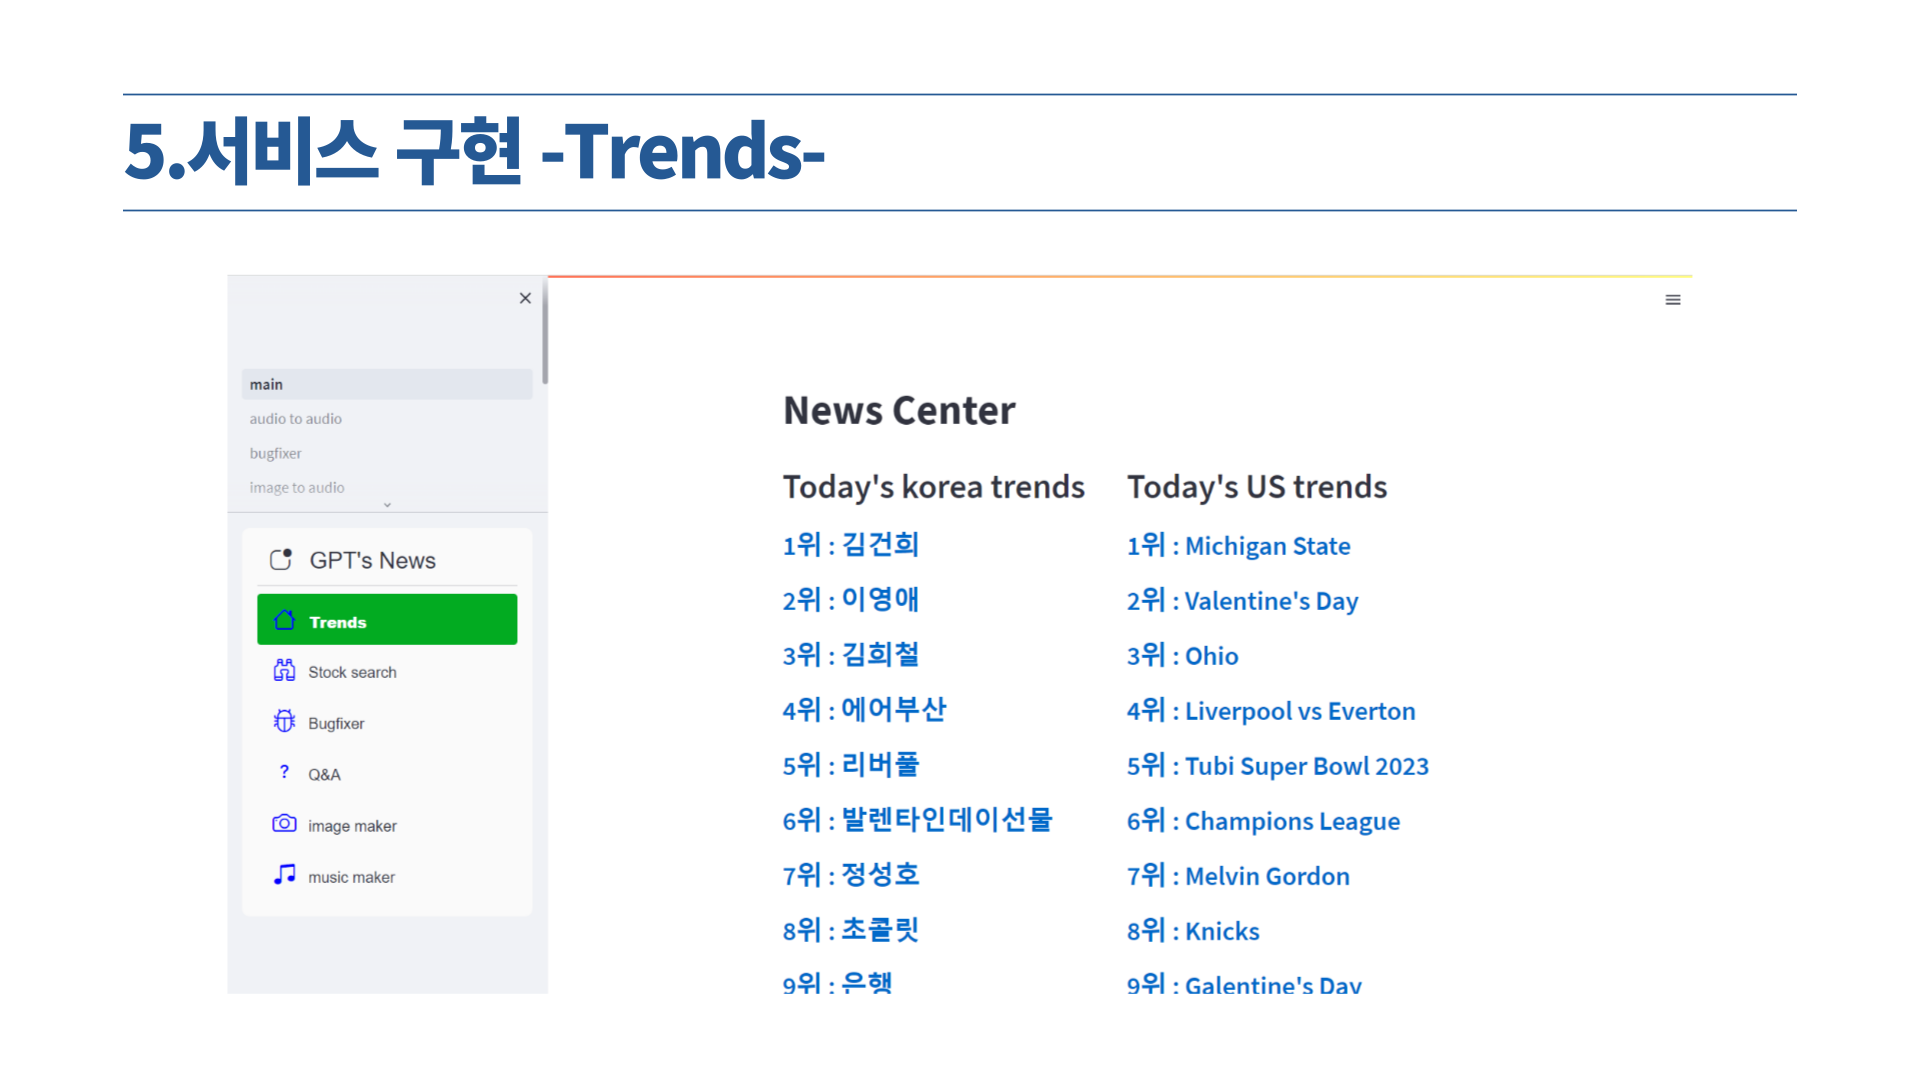 5.서비스 구현 -Trends-
main
audio to audio
bugfixer
image to audio
GPT's News
Trends
Stock search
Bugfixer
? Q&A
image maker
music maker
News Center
Today's korea trends
1위 : 김건희
2위 : 이영애
3위 : 김희철
4위 : 에어부산
5위 : 리버풀
6위 : 발렌타인데이선물
7위 : 정성호
8위 : 초콜릿
9위 : 은행
Today's US trends
1위 : Michigan State
2위 : Valentine's Day
3위 : Ohio
4위 : Liverpool vs Everton
5위 : Tubi Super Bowl 2023
6위 : Champions League
7위 : Melvin Gordon
8위 : Knicks
9위 : Galentine's Day